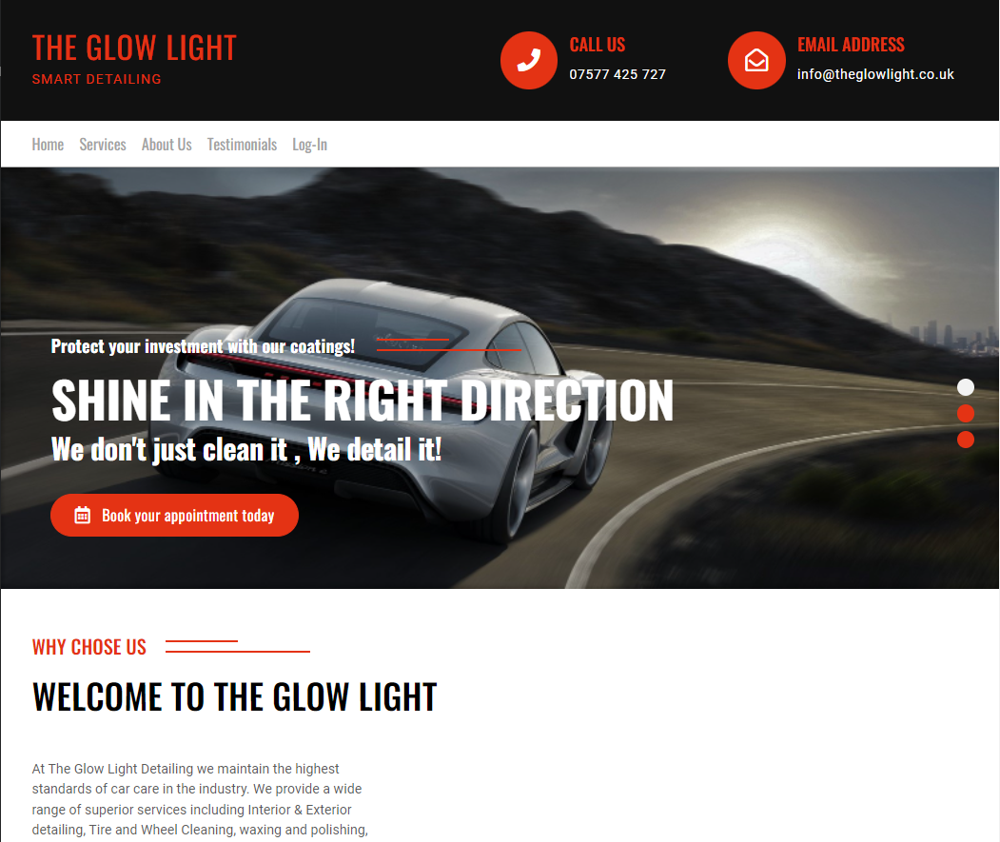 THE GLOW LIGHT
SMART DETAILING
CALL US
07577 425 727
EMAIL ADDRESS
info@theglowlight.co.uk
Home Services About Us Testimonials Log-In
Protect your investment with our coatings!
SHINE IN THE RIGHT DIRECTION
We don't just clean it , We detail it!
Book your appointment today
WHY CHOSE US
WELCOME TO THE GLOW LIGHT
At The Glow Light Detailing we maintain the highest
standards of car care in the industry. We provide a wide
range of superior services including Interior & Exterior
detailing, Tire and Wheel Cleaning, waxing and polishing,